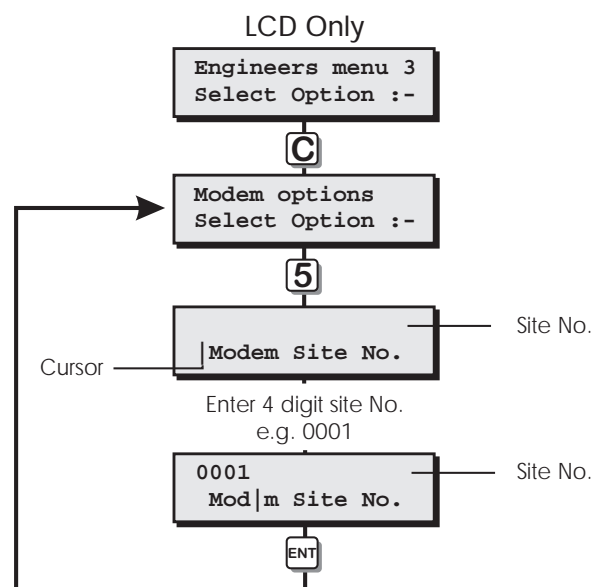 LCD Only
Engineers menu 3
Select Option :-
C
Modem options
Select Option :-
5
Site No.
Modem Site No.
Cursor
Enter 4 digit site No.
e.g. 0001
0001
Site No.
Mod|m Site No.
ENT